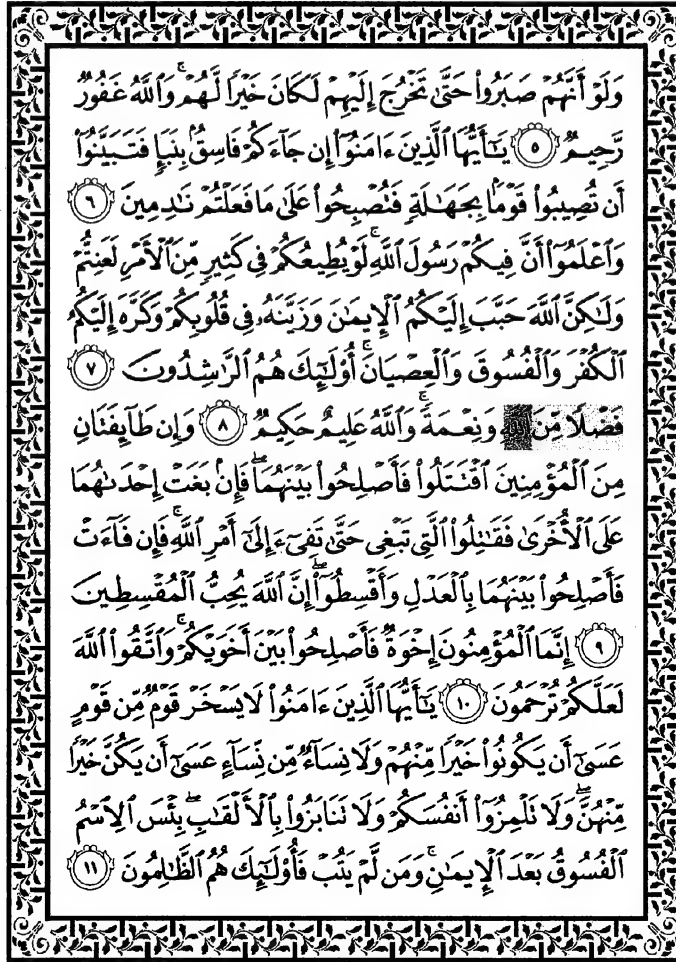 وَلَوْ أَنَّهُمْ صَبَرُوا۟ حَتَّىٰ تَخْرُجَ إِلَيْهِمْ لَكَانَ خَيْرًا لَّهُمْ ۚ وَٱللَّهُ غَفُورٌ
رَّحِيمٌ ٥ يَـٰٓأَيُّهَا ٱلَّذِينَ ءَامَنُوٓا۟ إِن جَآءَكُمْ فَاسِقٌۢ بِنَبَإٍ فَتَبَيَّنُوٓا۟
أَن تُصِيبُوا۟ قَوْمًۢا بِجَهَـٰلَةٍ فَتُصْبِحُوا۟ عَلَىٰ مَا فَعَلْتُمْ نَـٰدِمِينَ ٦
وَٱعْلَمُوٓا۟ أَنَّ فِيكُمْ رَسُولَ ٱللَّهِ ۚ لَوْ يُطِيعُكُمْ فِى كَثِيرٍ مِّنَ ٱلْأَمْرِ لَعَنِتُّمْ
وَلَـٰكِنَّ ٱللَّهَ حَبَّبَ إِلَيْكُمُ ٱلْإِيمَـٰنَ وَزَيَّنَهُۥ فِى قُلُوبِكُمْ وَكَرَّهَ إِلَيْكُمُ
ٱلْكُفْرَ وَٱلْفُسُوقَ وَٱلْعِصْيَانَ ۚ أُو۟لَـٰٓئِكَ هُمُ ٱلرَّٰشِدُونَ ٧
فَضْلًا مِّنَ ٱللَّهِ وَنِعْمَةً ۚ وَٱللَّهُ عَلِيمٌ حَكِيمٌ ٨ وَإِن طَآئِفَتَانِ
مِنَ ٱلْمُؤْمِنِينَ ٱقْتَتَلُوا۟ فَأَصْلِحُوا۟ بَيْنَهُمَا ۖ فَإِنۢ بَغَتْ إِحْدَىٰهُمَا
عَلَى ٱلْأُخْرَىٰ فَقَـٰتِلُوا۟ ٱلَّتِى تَبْغِى حَتَّىٰ تَفِىٓءَ إِلَىٰٓ أَمْرِ ٱللَّهِ ۚ فَإِن فَآءَتْ
فَأَصْلِحُوا۟ بَيْنَهُمَا بِٱلْعَدْلِ وَأَقْسِطُوٓا۟ ۖ إِنَّ ٱللَّهَ يُحِبُّ ٱلْمُقْسِطِينَ
٩ إِنَّمَا ٱلْمُؤْمِنُونَ إِخْوَةٌ فَأَصْلِحُوا۟ بَيْنَ أَخَوَيْكُمْ ۚ وَٱتَّقُوا۟ ٱللَّهَ
لَعَلَّكُمْ تُرْحَمُونَ ١٠ يَـٰٓأَيُّهَا ٱلَّذِينَ ءَامَنُوا۟ لَا يَسْخَرْ قَوْمٌ مِّن قَوْمٍ
عَسَىٰٓ أَن يَكُونُوا۟ خَيْرًا مِّنْهُمْ وَلَا نِسَآءٌ مِّن نِّسَآءٍ عَسَىٰٓ أَن يَكُنَّ خَيْرًا
مِّنْهُنَّ ۖ وَلَا تَلْمِزُوٓا۟ أَنفُسَكُمْ وَلَا تَنَابَزُوا۟ بِٱلْأَلْقَـٰبِ ۖ بِئْسَ ٱلِٱسْمُ
ٱلْفُسُوقُ بَعْدَ ٱلْإِيمَـٰنِ ۚ وَمَن لَّمْ يَتُبْ فَأُو۟لَـٰٓئِكَ هُمُ ٱلظَّـٰلِمُونَ ١١